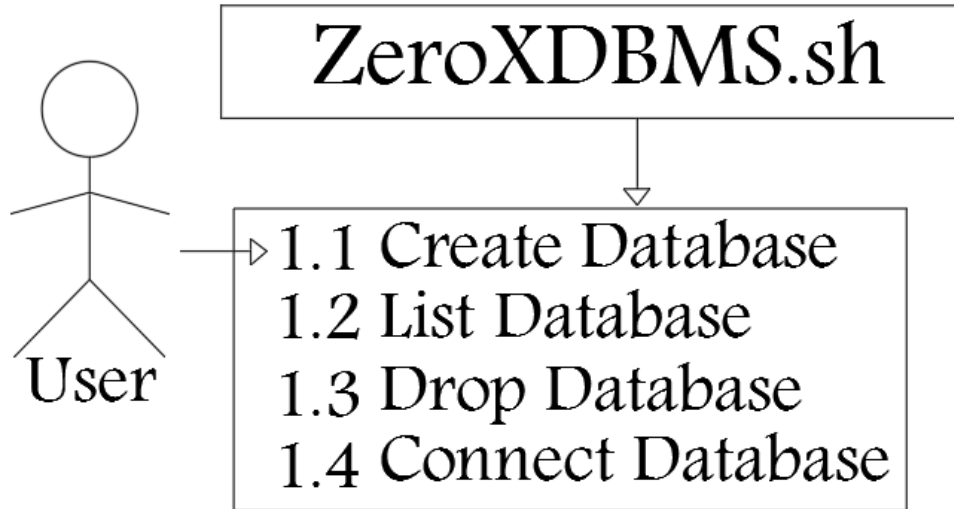 ZeroXDBMS.sh
1.1 Create Database
1.2 List Database
1.3 Drop Database
1.4 Connect Database
User